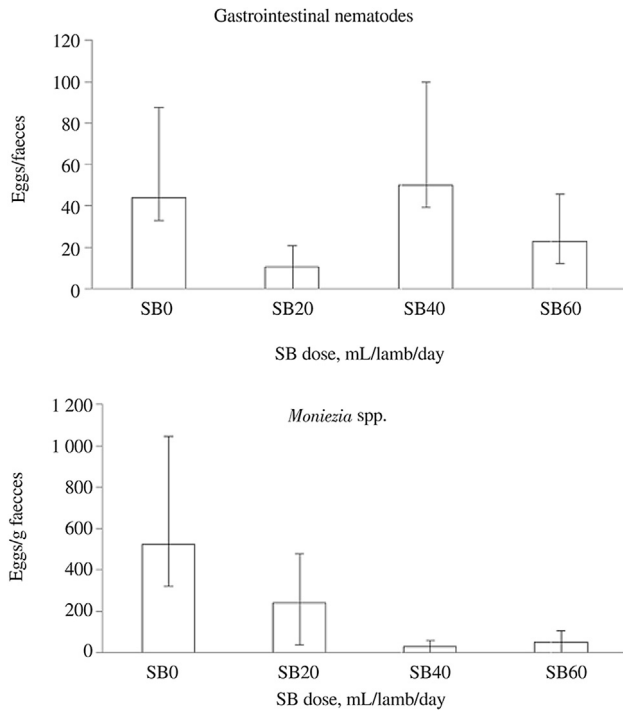 Gastrointestinal nematodes
120
100
80
60
40
20
0
Eggs/faeces
SB0 SB20 SB40 SB60
SB dose, mL/lamb/day
Moniezia spp.
1 200
1 000
800
600
400
200
0
Eggs/g faecces
SB0 SB20 SB40 SB60
SB dose, mL/lamb/day